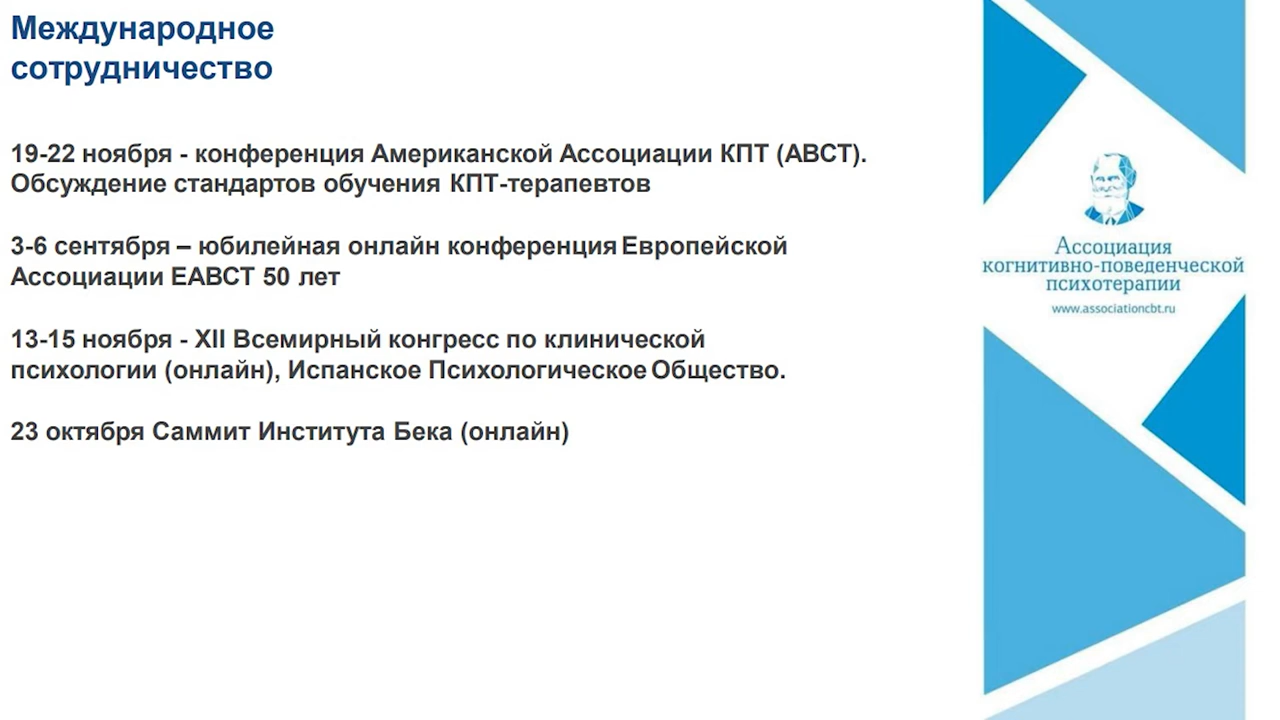 Международное
сотрудничество
19-22 ноября - конференция Американской Ассоциации КПТ (АВСТ).
Обсуждение стандартов обучения КПТ-терапевтов
3-6 сентября – юбилейная онлайн конференция Европейской
Ассоциации ЕАВСТ 50 лет
13-15 ноября - XII Всемирный конгресс по клинической
психологии (онлайн), Испанское Психологическое Общество.
23 октября Саммит Института Бека (онлайн)
Ассоциация
когнитивно-поведенческой
психотерапии
www.associationcbt.ru